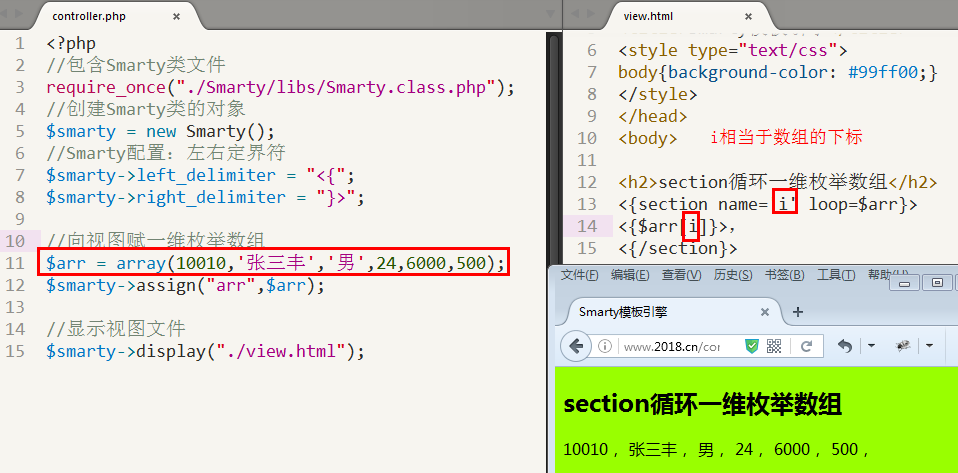 controller.php
1 <?php
2 //包含Smarty类文件
3 require_once("./Smarty/libs/Smarty.class.php");
4 //创建Smarty类的对象
5 $smarty = new Smarty();
6 //Smarty配置：左右定界符
7 $smarty->left_delimiter = "<{";
8 $smarty->right_delimiter = "}>";
9
10 //向视图赋一维枚举数组
11 $arr = array(10010,'张三丰','男',24,6000,500);
12 $smarty->assign("arr",$arr);
13
14 //显示视图文件
15 $smarty->display("./view.html");
view.html
6 <style type="text/css">
7 body{background-color: #99ff00;}
8 </style>
9 </head>
10 <body> i相当于数组的下标
11
12 <h2>section循环一维枚举数组</h2>
13 <{section name='i' loop=$arr}>
14 <{$arr[i]}>,
15 <{/section}>
文件(F) 编辑(E) 查看(V) 历史(S) 书签(B) 工具(T) 帮助(H)
Smarty模板引擎
www.2018.cn/cor
section循环一维枚举数组
10010， 张三丰， 男， 24， 6000， 500，